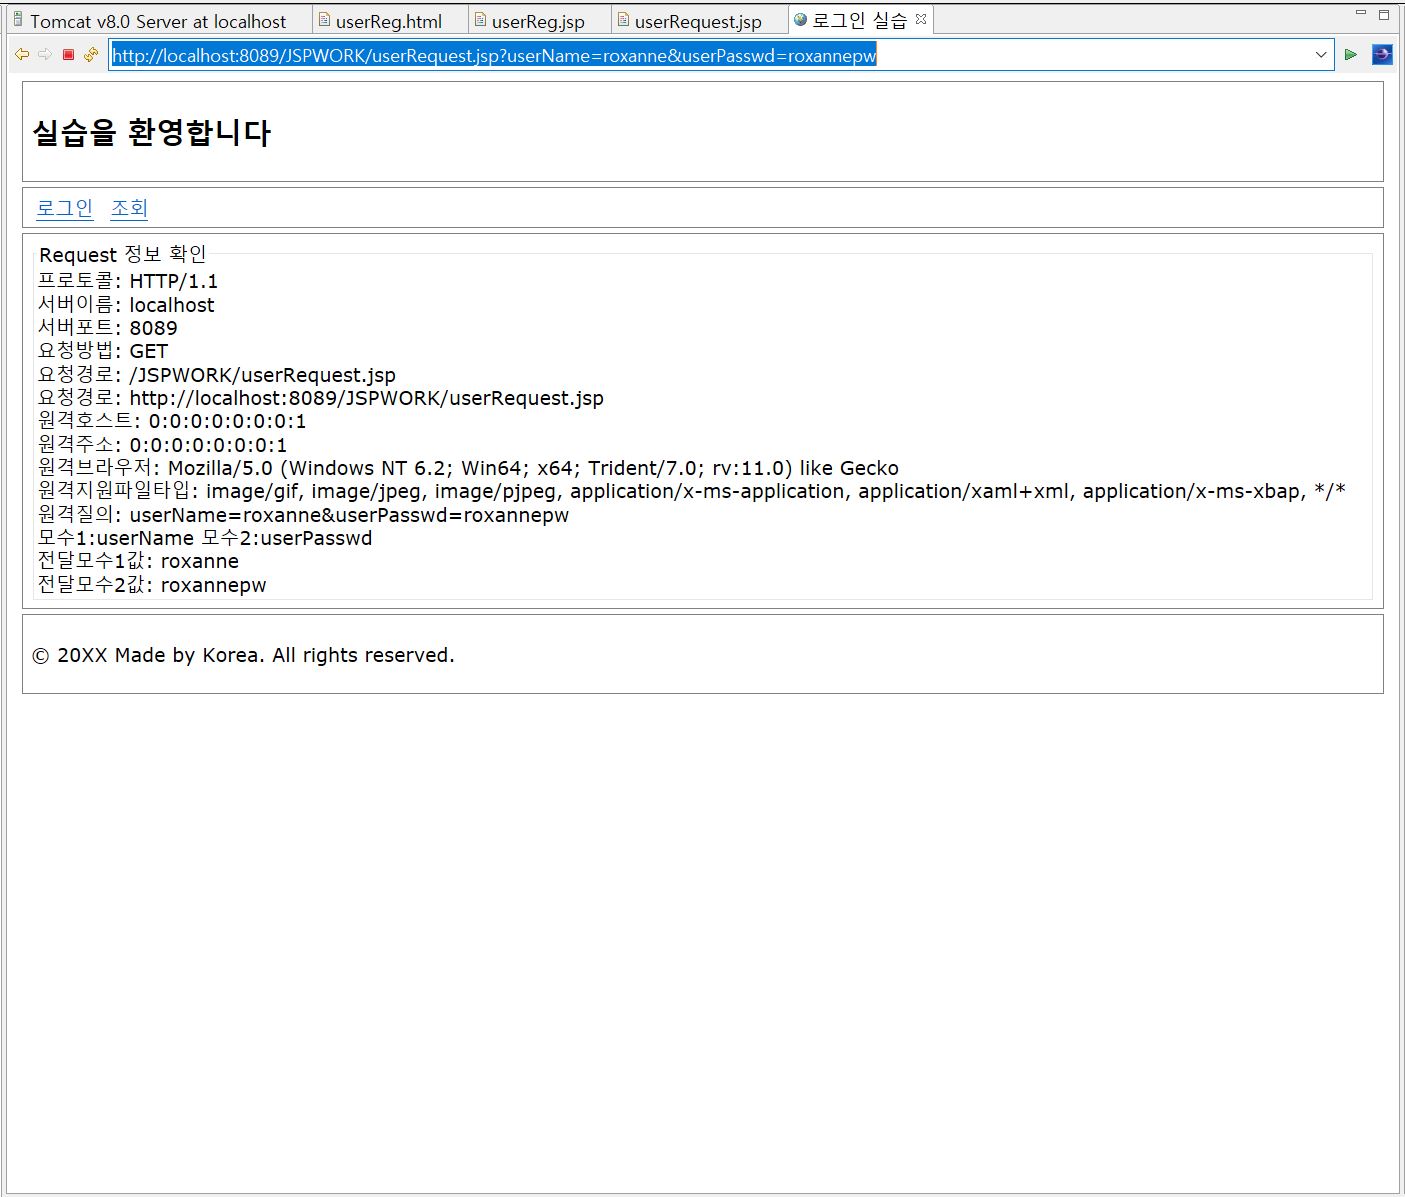 Tomcat v8.0 Server at localhost userReg.html userReg.jsp userRequest.jsp 로그인 실습
http://localhost:8089/JSPWORK/userRequest.jsp?userName=roxanne&userPasswd=roxannepw
실습을 환영합니다
로그인 조회
Request 정보 확인
프로토콜: HTTP/1.1
서버이름: localhost
서버포트: 8089
요청방법: GET
요청경로: /JSPWORK/userRequest.jsp
요청경로: http://localhost:8089/JSPWORK/userRequest.jsp
원격호스트: 0:0:0:0:0:0:0:1
원격주소: 0:0:0:0:0:0:0:1
원격브라우저: Mozilla/5.0 (Windows NT 6.2; Win64; x64; Trident/7.0; rv:11.0) like Gecko
원격지원파일타입: image/gif, image/jpeg, image/pjpeg, application/x-ms-application, application/xaml+xml, application/x-ms-xbap, */*
원격질의: userName=roxanne&userPasswd=roxannepw
모수1:userName 모수2:userPasswd
전달모수1값: roxanne
전달모수2값: roxannepw
© 20XX Made by Korea. All rights reserved.